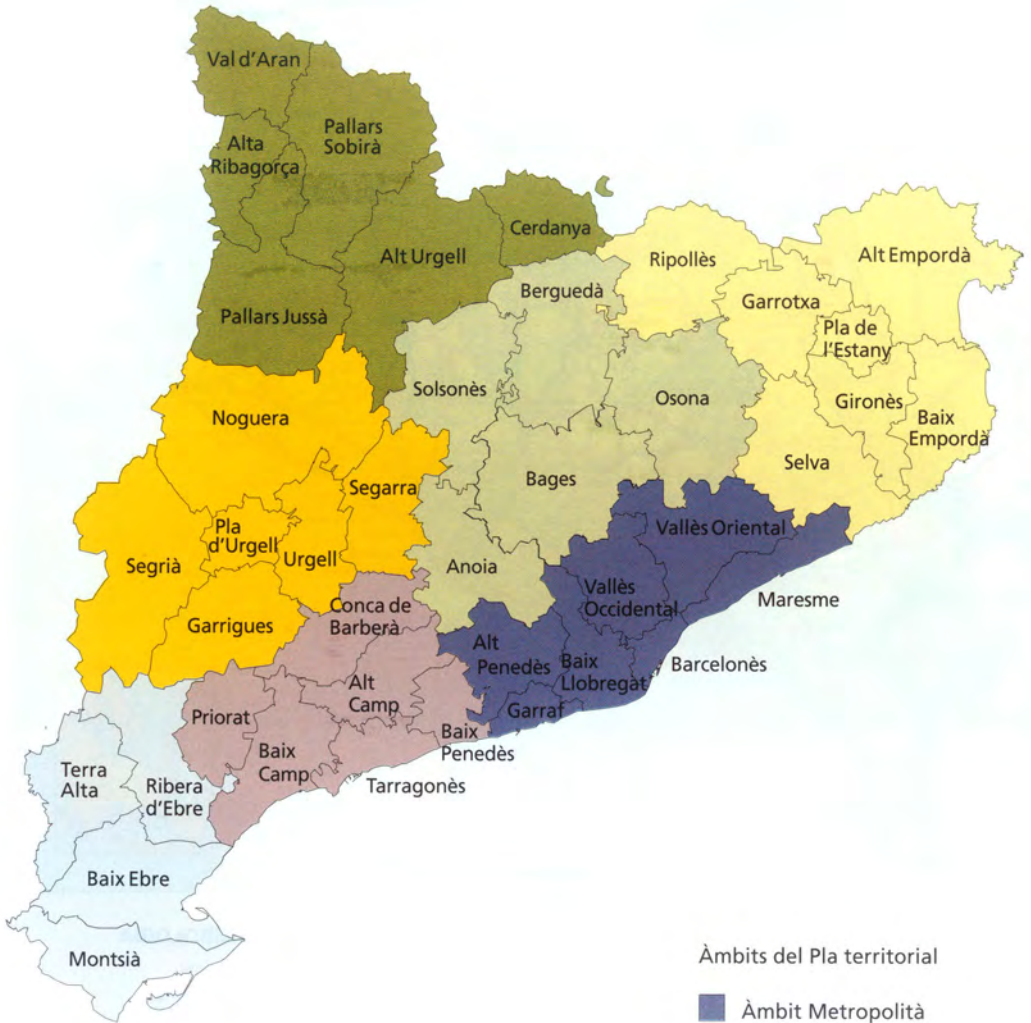 Val d'Aran
Pallars
Sobirà
Alta
Ribagorça
Cerdanya
Alt Urgell
Ripollès
Alt Empordà
Berguedà
Garrotxa
Pallars Jussà
Pla de
l'Estany
Solsonès
Osona
Gironès
Baix
Empordà
Noguera
Selva
Bages
Segarra
Vallès Oriental
Pla
d'Urgell
Urgell
Segrià
Anoia
Vallès
Occidental
Maresme
Conca de
Barberà
Garrigues
Alt
Penedès
Baix
Llobregàt
Barcelonès
Alt
Camp
Garraf
Priorat
Baix
Penedès
Baix
Camp
Tarragonès
Terra
Alta
Ribera
d'Ebre
Baix Ebre
Montsià
Àmbits del Pla territorial
Àmbit Metropolità